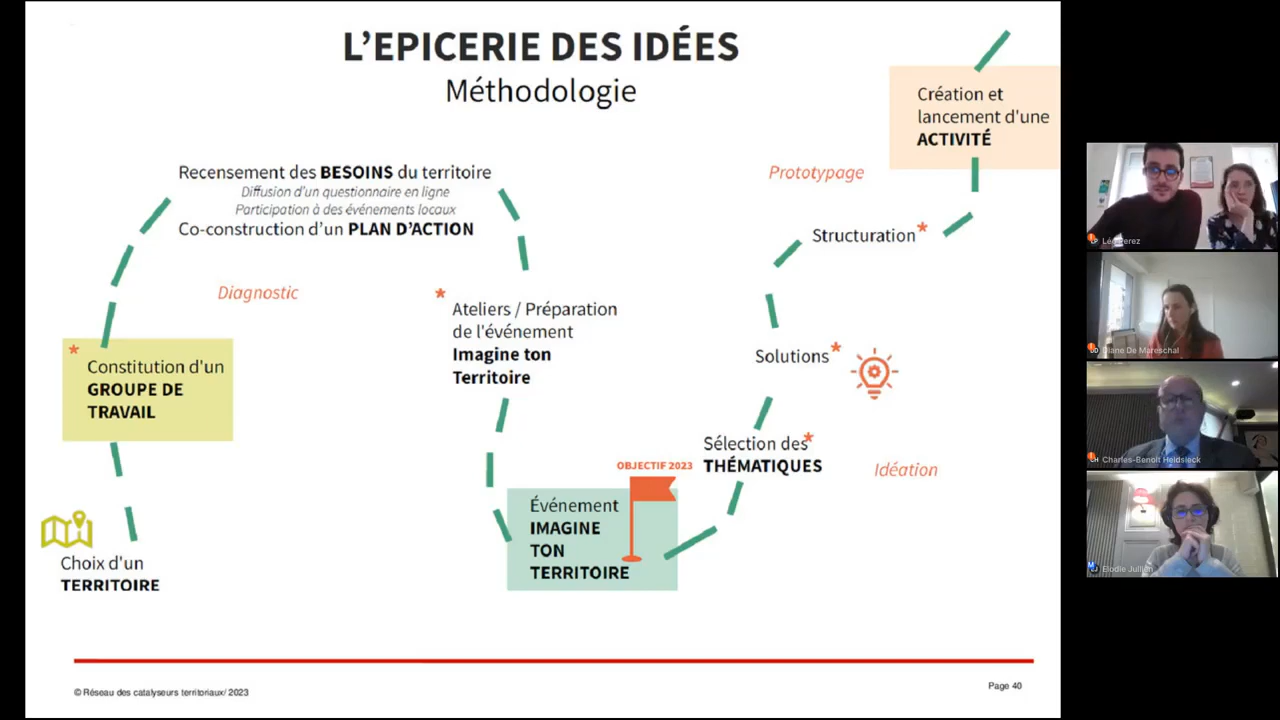 L'EPICERIE DES IDÉES
Méthodologie
Création et
lancement d'une
ACTIVITÉ
Recensement des BESOINS du territoire
Diffusion d'un questionnaire en ligne
Participation à des événements locaux
Co-construction d'un PLAN D'ACTION
Prototypage
Structuration*
Diagnostic
* Ateliers / Préparation
de l'événement
Imagine ton
Territoire
* Constitution d'un
GROUPE DE
TRAVAIL
Solutions*
Sélection des*
THÉMATIQUES
Idéation
OBJECTIF 2023
Événement
IMAGINE
TON
TERRITOIRE
Choix d'un
TERRITOIRE
© Réseau des catalyseurs territoriaux/ 2023
Page 40
Diane De Mareschal
Charles-Benoit Heidsieck
Elodie Jullien